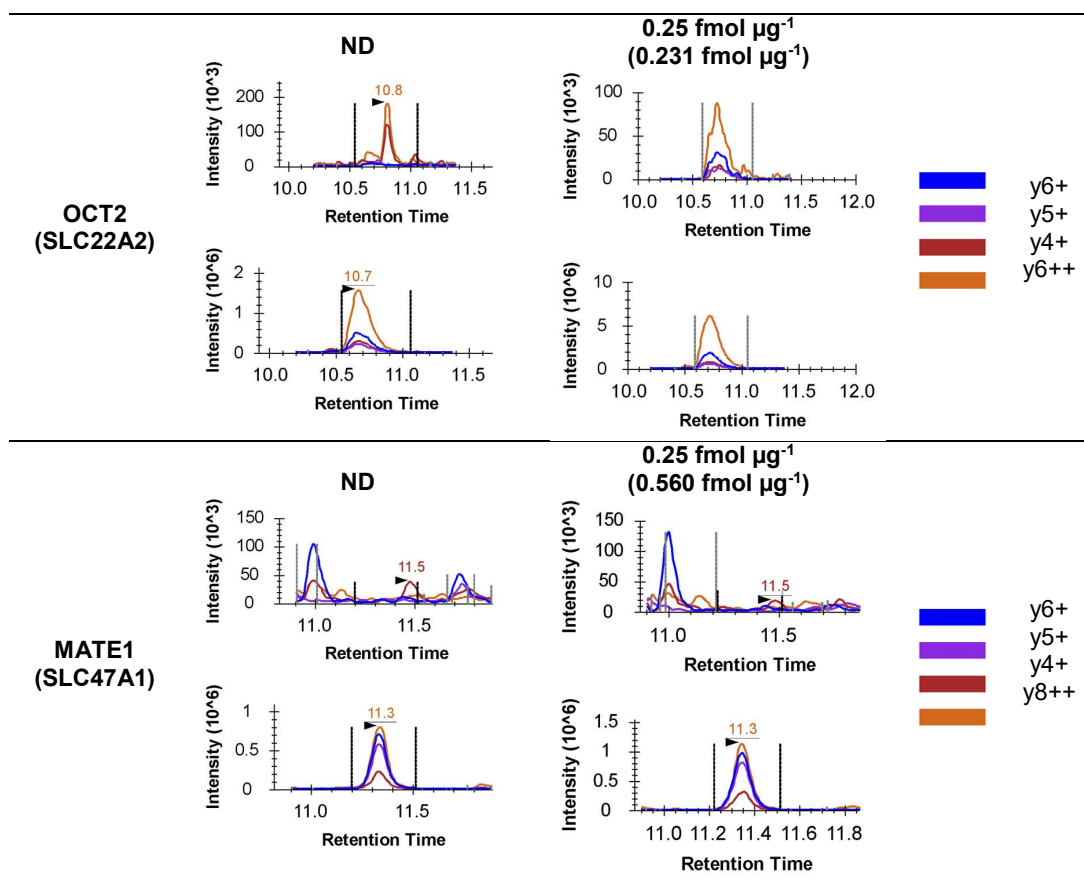 ND
0.25 fmol µg-1
(0.231 fmol µg-1)
OCT2
(SLC22A2)
Intensity (10^3)
200
100
0
10.8
10.0 10.5 11.0 11.5
Retention Time
Intensity (10^3)
100
50
0
10.0 10.5 11.0 11.5 12.0
Retention Time
Intensity (10^6)
2
1
0
10.7
10.0 10.5 11.0 11.5
Retention Time
Intensity (10^6)
10
5
0
10.0 10.5 11.0 11.5 12.0
Retention Time
y6+
y5+
y4+
y6++
ND
0.25 fmol µg-1
(0.560 fmol µg-1)
MATE1
(SLC47A1)
Intensity (10^3)
150
100
50
0
11.5
11.0 11.5
Retention Time
Intensity (10^3)
150
100
50
0
11.5
11.0 11.5
Retention Time
Intensity (10^6)
1
0.5
0
11.3
11.0 11.5
Retention Time
Intensity (10^6)
1.5
1
0.5
0
11.3
11.0 11.2 11.4 11.6 11.8
Retention Time
y6+
y5+
y4+
y8++